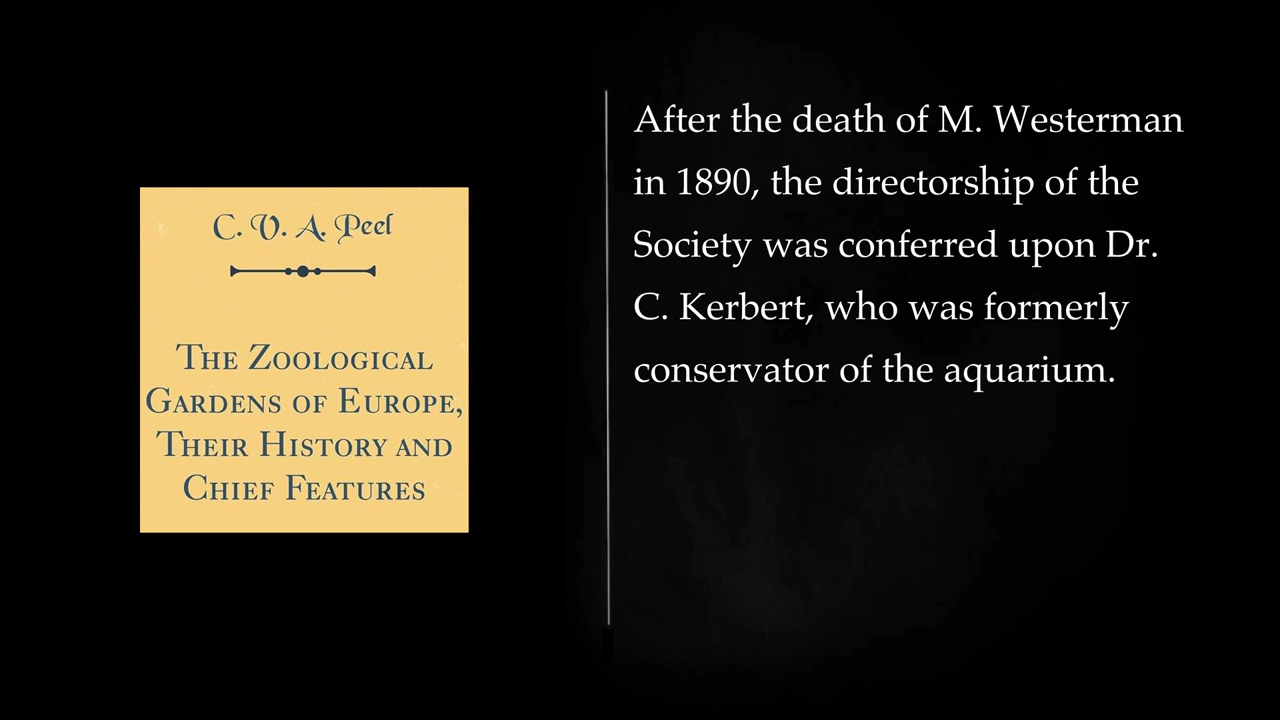 C. V. A. Peel
The Zoological
Gardens of Europe,
Their History and
Chief Features
After the death of M. Westerman
in 1890, the directorship of the
Society was conferred upon Dr.
C. Kerbert, who was formerly
conservator of the aquarium.